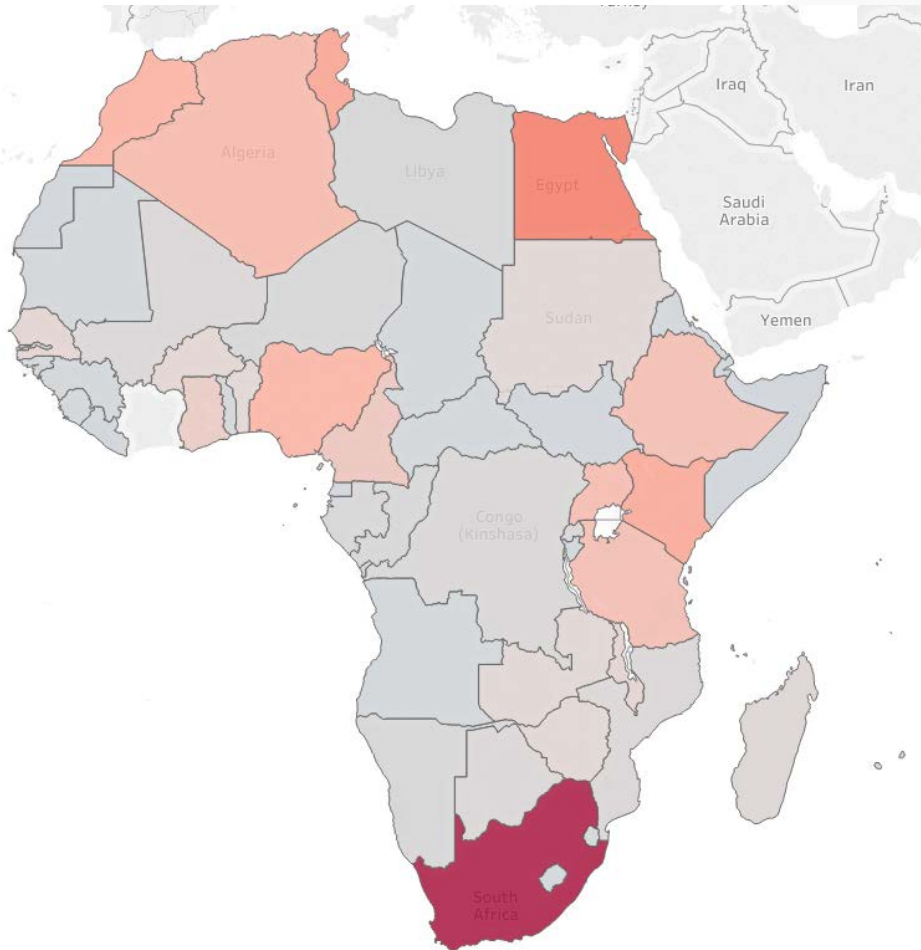 Iraq
Iran
Algeria
Libya
Egypt
Saudi
Arabia
Sudan
Yemen
Congo
(Kinshasa)
South
Africa